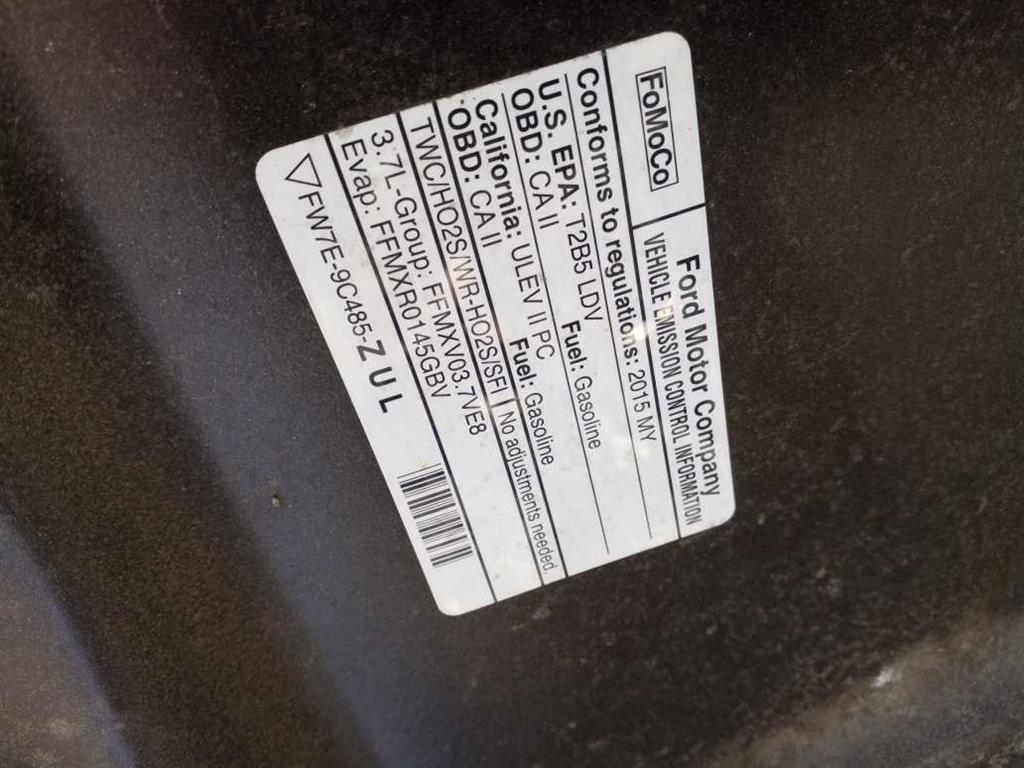 FoMoCo
Ford Motor Company
VEHICLE EMISSION CONTROL INFORMATION
Conforms to regulations: 2015 MY
U.S. EPA: T2B5 LDV Fuel: Gasoline
OBD: CA II
California: ULEV II PC Fuel: Gasoline
OBD: CA II
TWC/HO2S/WR-HO2S/SFI No adjustments needed.
3.7L-Group: FFMXV03.7VE8
Evap: FFMXR0145GBV
FW7E-9C485-Z U L